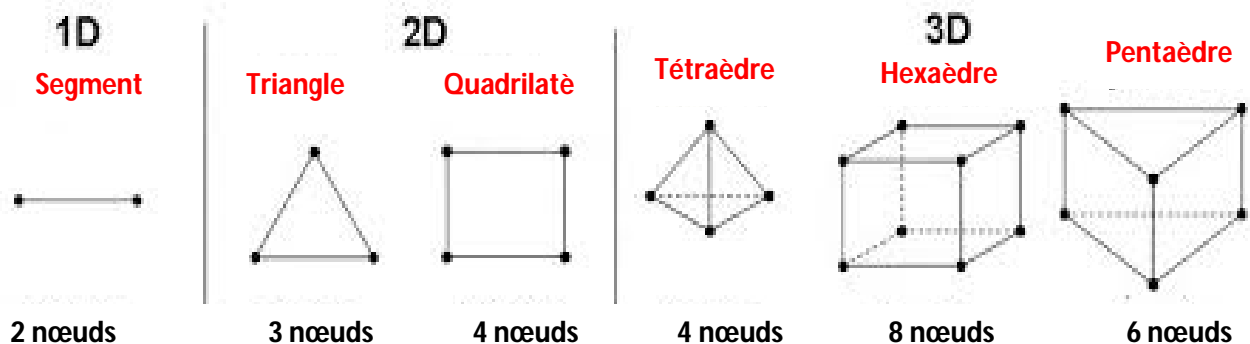 1D
2D
3D
Segment
Triangle
Quadrilatè
Tétraèdre
Hexaèdre
Pentaèdre
2 nœuds
3 nœuds
4 nœuds
4 nœuds
8 nœuds
6 nœuds